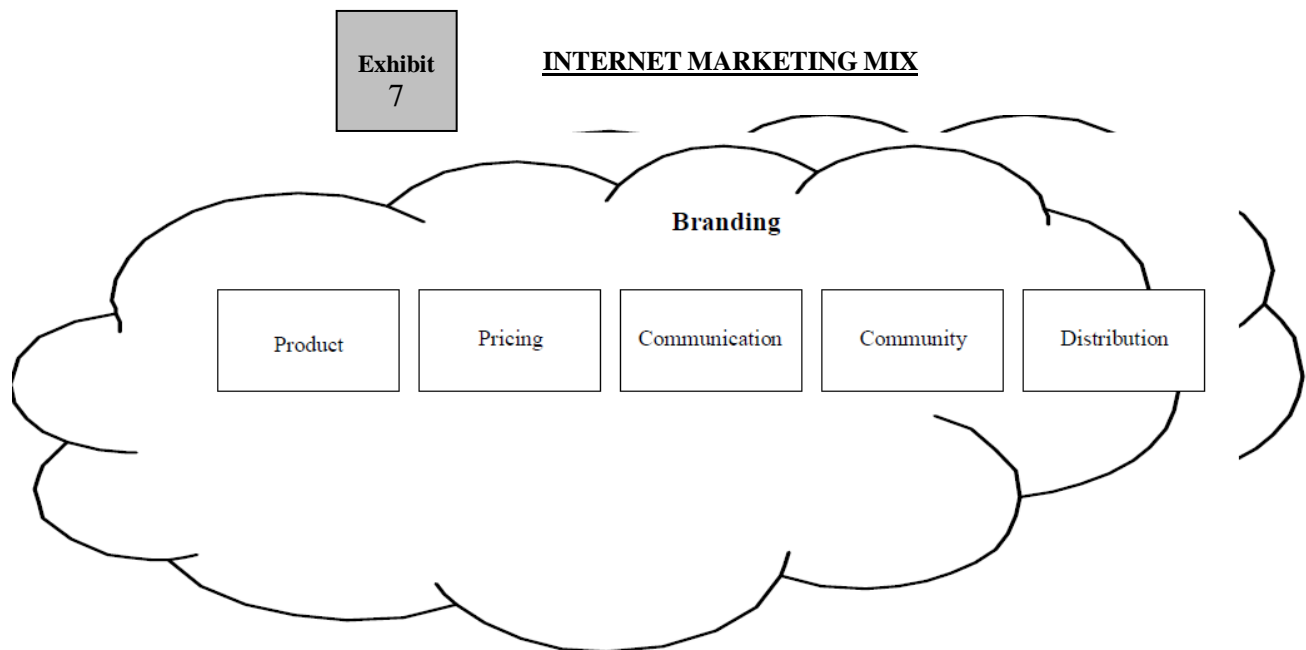 Exhibit
7
INTERNET MARKETING MIX
Branding
Product
Pricing
Communication
Community
Distribution